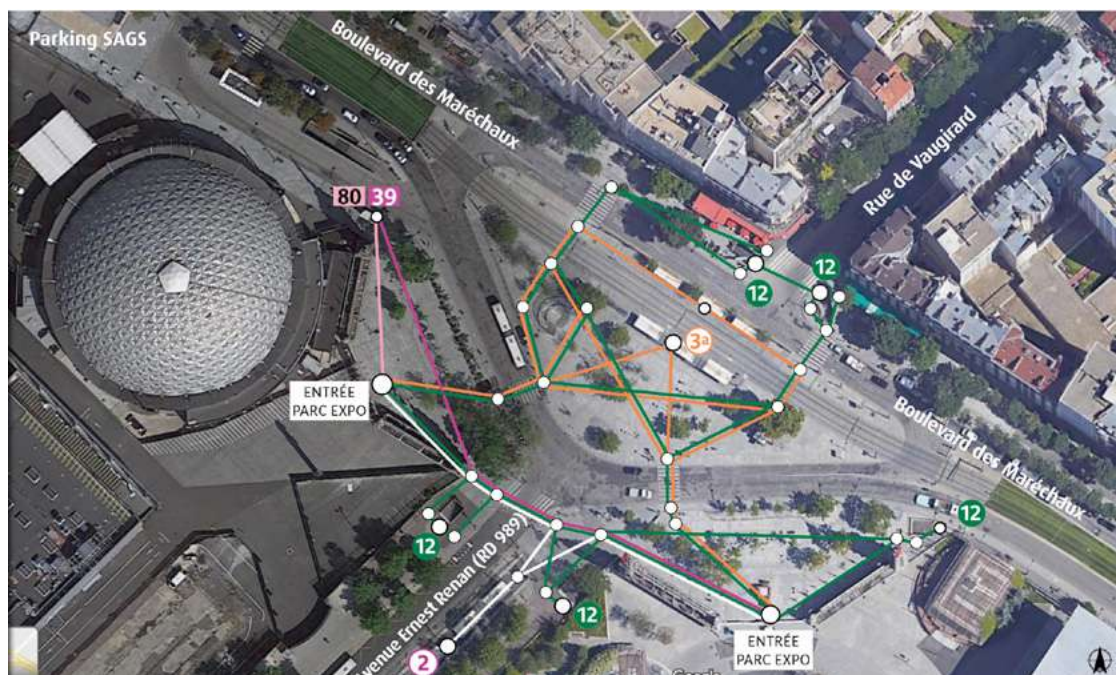 Parking SAGS
Boulevard des Maréchaux
Rue de Vaugirard
80 39
12
12
3a
ENTRÉE
PARC EXPO
Boulevard des Maréchaux
12
12
Avenue Ernest Renan (RD 989)
12
2
ENTRÉE
PARC EXPO
Google